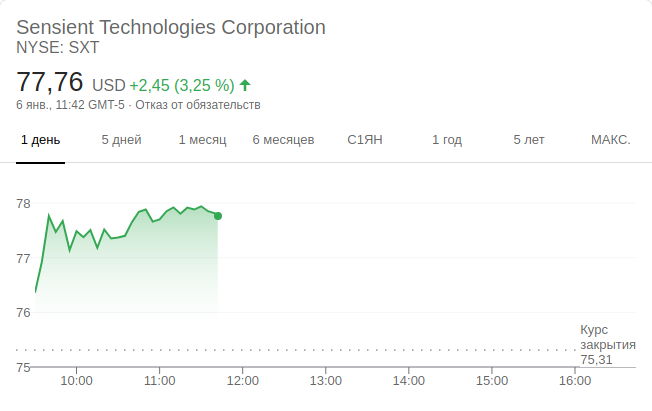 Sensient Technologies Corporation
NYSE: SXT
77,76 USD +2,45 (3,25 %)
6 янв., 11:42 GMT-5 · Отказ от обязательств
1 день 5 дней 1 месяц 6 месяцев С1ЯН 1 год 5 лет МАКС.
78
77
76
Курс
закрытия
75,31
75
10:00 11:00 12:00 13:00 14:00 15:00 16:00